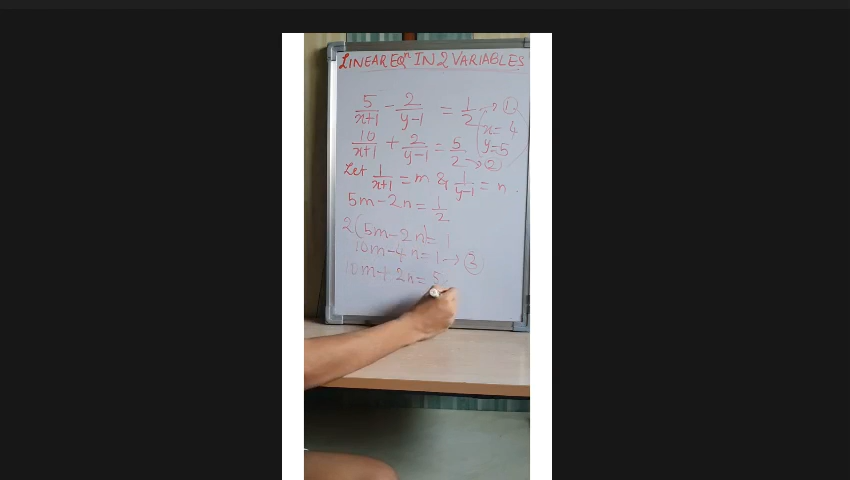 LINEAR EQⁿ IN 2 VARIABLES
5/(x+1) - 2/(y-1) = 1/2 → ①
x = 4
10/(x+1) + 2/(y-1) = 5/2 → ②
y = 5
Let 1/(x+1) = m & 1/(y-1) = n.
5m - 2n = 1/2
2(5m - 2n) = 1
10m - 4n = 1 → ③
10m + 2n = 5